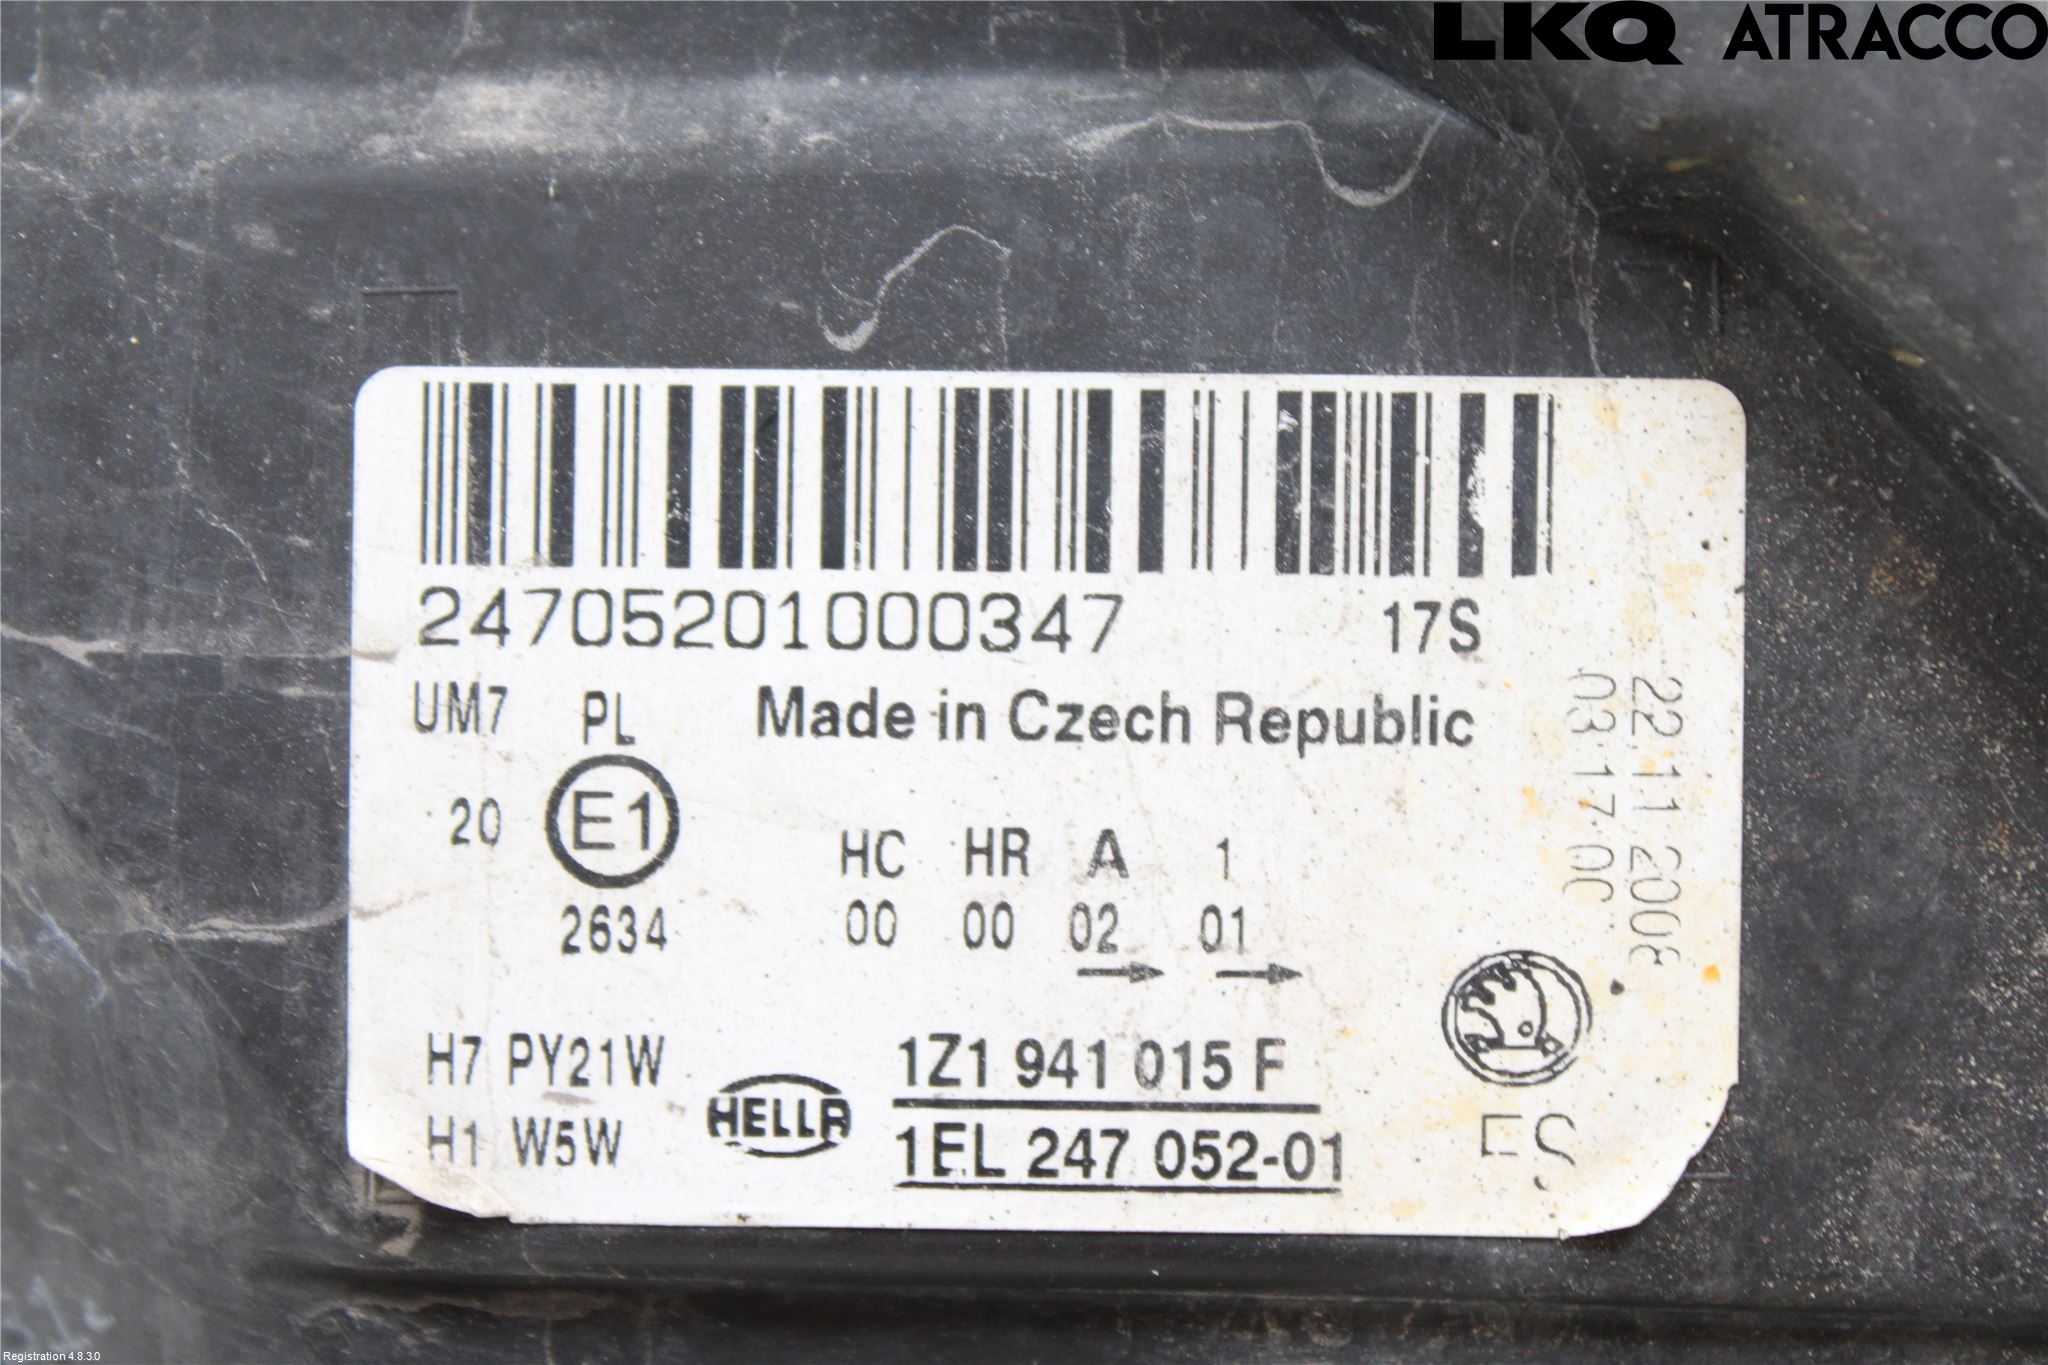 LKQ ATRACCO
24705201000347 17S
UM7 PL Made in Czech Republic
22.11.2008
03:17:00
20 E1 HC HR A 1
2634 00 00 02 01
H7 PY21W 1Z1 941 015 F
H1 W5W HELLA 1EL 247 052-01
Registration 4.8.3.0